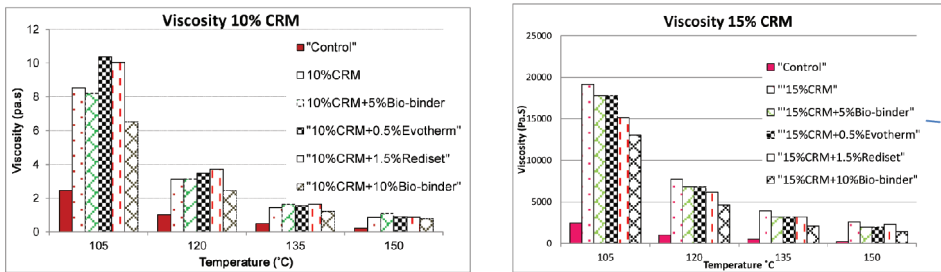 Viscosity 10% CRM
Viscosity (pa.s)
12
10
8
6
4
2
0
105
120
135
150
Temperature (˚C)
"Control"
10%CRM
10%CRM+5%Bio-binder
"10%CRM+0.5%Evotherm"
"10%CRM+1.5%Rediset"
"10%CRM+10%Bio-binder"
Viscosity 15% CRM
Viscosity (Pa.S)
25000
20000
15000
10000
5000
0
105
120
135
150
Temperature ˚C
"Control"
'"15%CRM"
'"15%CRM+5%Bio-binder"
'"15%CRM+0.5%Evotherm"
"15%CRM+1.5%Rediset"
"15%CRM+10%Bio-binder"